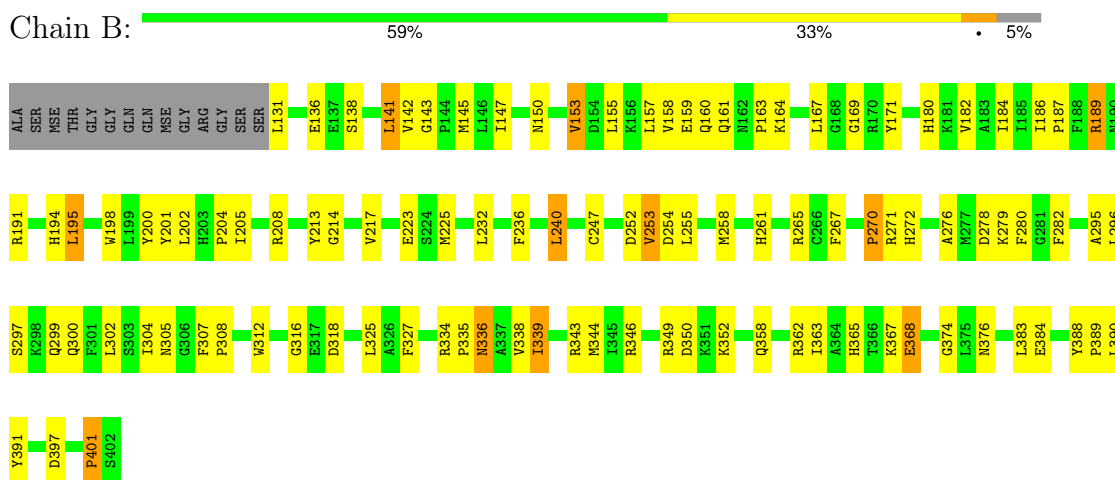 Chain B:
59% 33% • 5%
ALA SER MSE THR GLY GLY GLN GLN MSE GLY ARG GLY SER SER L131 E136 E137 S138 L141 V142 G143 P144 M145 L146 I147 N150 V153 D154 L155 K156 L157 V158 E159 Q160 Q161 N162 P163 K164 L167 G168 G169 R170 Y171 H180 K181 V182 A183 I184 I185 I186 P187 F188 R189 N190
R191 H194 L195 W198 L199 Y200 Y201 L202 H203 P204 I205 R208 Y213 G214 V217 E223 S224 M225 L232 F236 L240 C247 D252 V253 D254 L255 M258 H261 R265 C266 F267 P270 R271 H272 A276 M277 D278 K279 F280 G281 F282 A295 L296
S297 K298 Q299 Q300 F301 L302 S303 I304 N305 G306 F307 P308 W312 G316 E317 D318 L325 A326 F327 R334 P335 N336 A337 V338 I339 R343 M344 I345 R346 R349 D350 K351 K352 Q358 R362 I363 A364 H365 T366 K367 E368 G374 L375 N376 L383 E384 Y388 P389 L390
Y391 D397 P401 S402